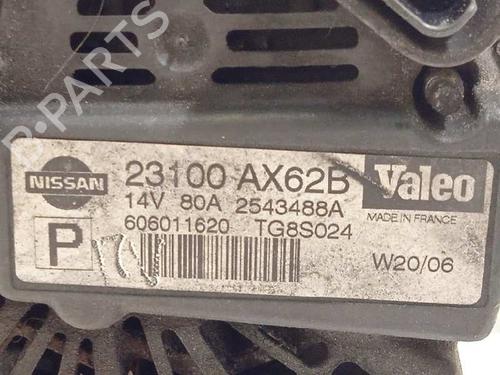 B-PARTS
NISSAN 23100 AX62B Valeo
14V 80A 2543488A MADE IN FRANCE
P 606011620 TG8S024
W20/06